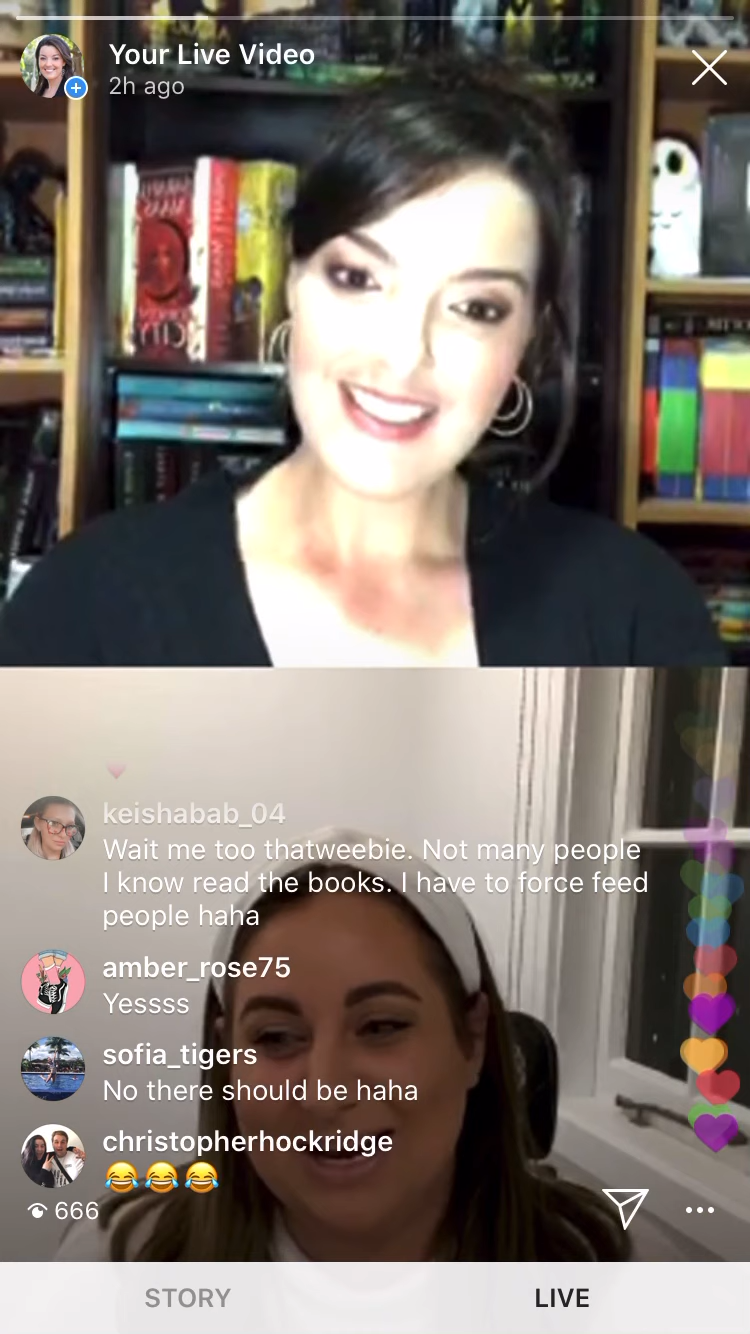 Your Live Video
2h ago
keishabab_04
Wait me too thatweebie. Not many people
I know read the books. I have to force feed
people haha
amber_rose75
Yessss
sofia_tigers
No there should be haha
christopherhockridge
😂😂😂
666
STORY
LIVE